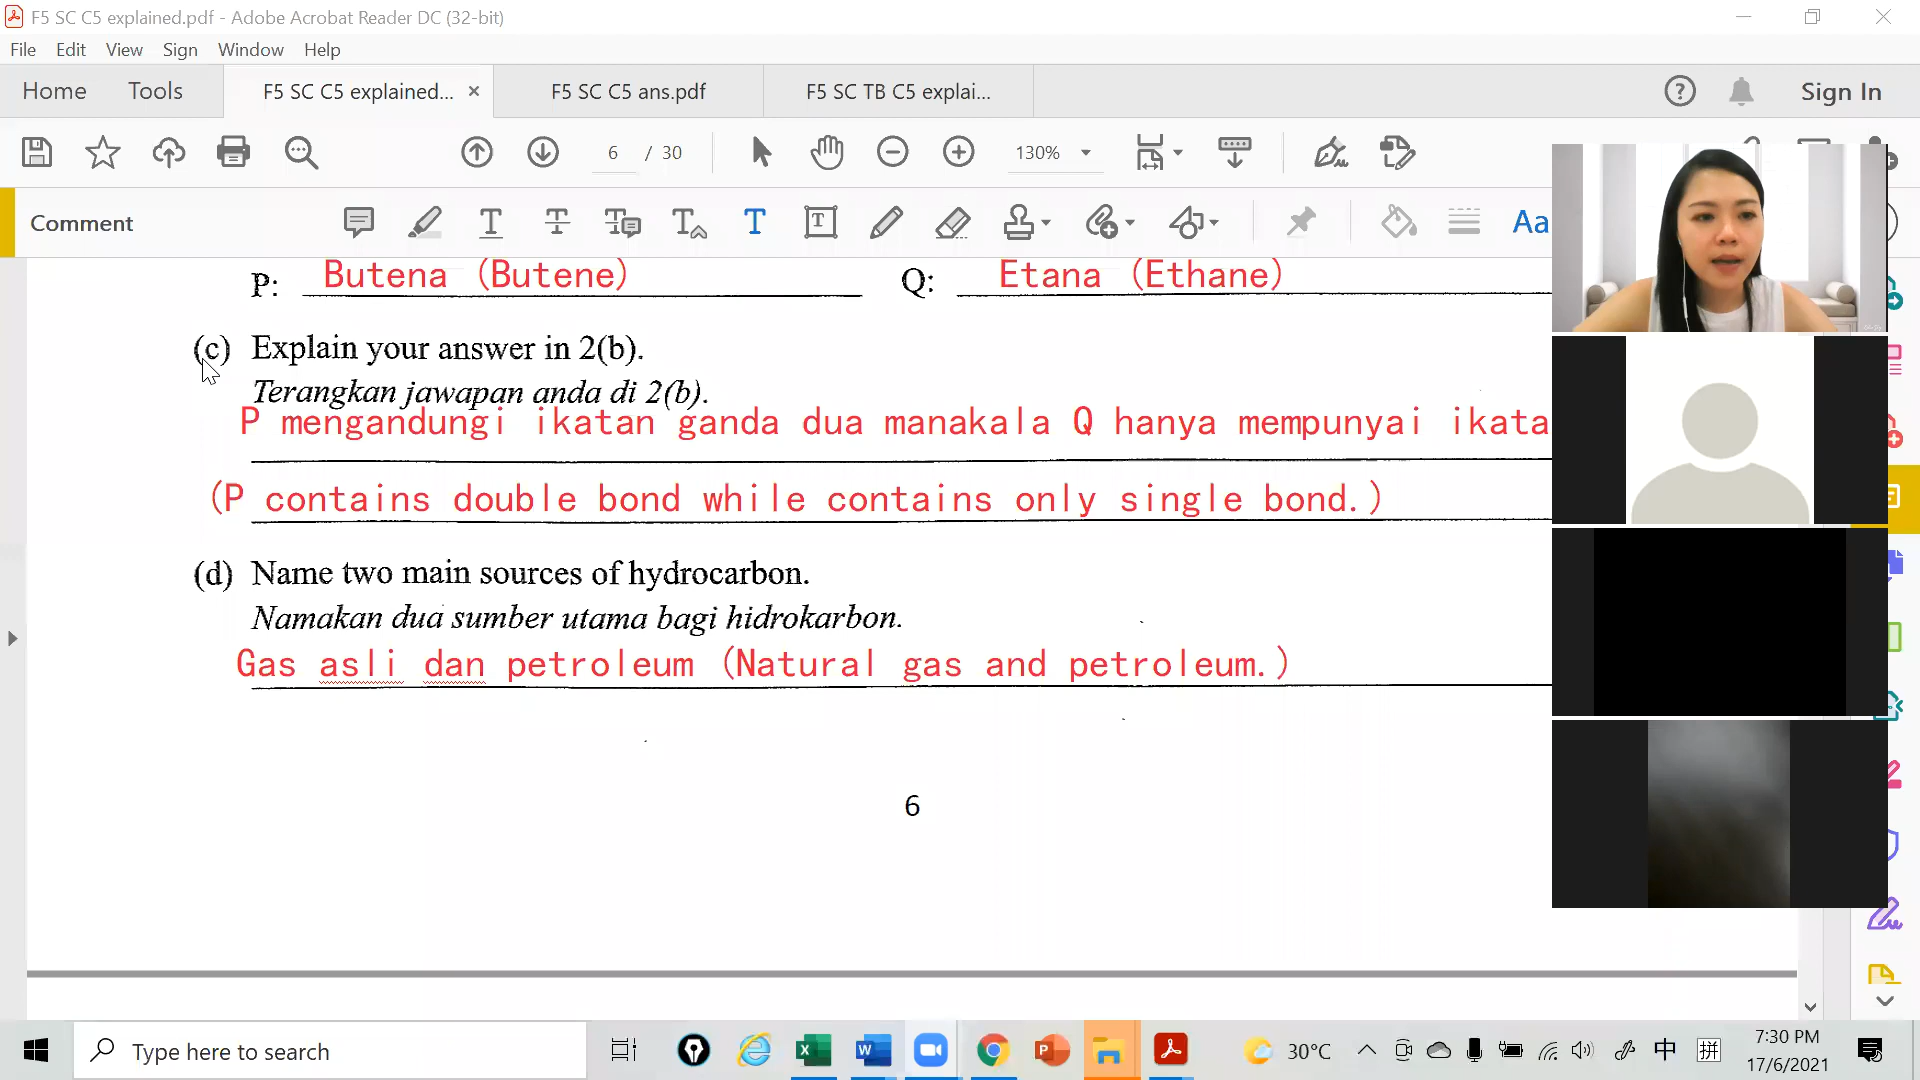 F5 SC C5 explained.pdf - Adobe Acrobat Reader DC (32-bit)
File Edit View Sign Window Help
Home Tools F5 SC C5 explained... × F5 SC C5 ans.pdf F5 SC TB C5 explai... Sign In
6 / 30 130%
Comment
Aa
P: Butena (Butene) Q: Etana (Ethane)
(c) Explain your answer in 2(b).
Terangkan jawapan anda di 2(b).
P mengandungi ikatan ganda dua manakala Q hanya mempunyai ikata
(P contains double bond while contains only single bond.)
(d) Name two main sources of hydrocarbon.
Namakan dua sumber utama bagi hidrokarbon.
Gas asli dan petroleum (Natural gas and petroleum.)
6
Type here to search
30°C
中
拼
7:30 PM
17/6/2021